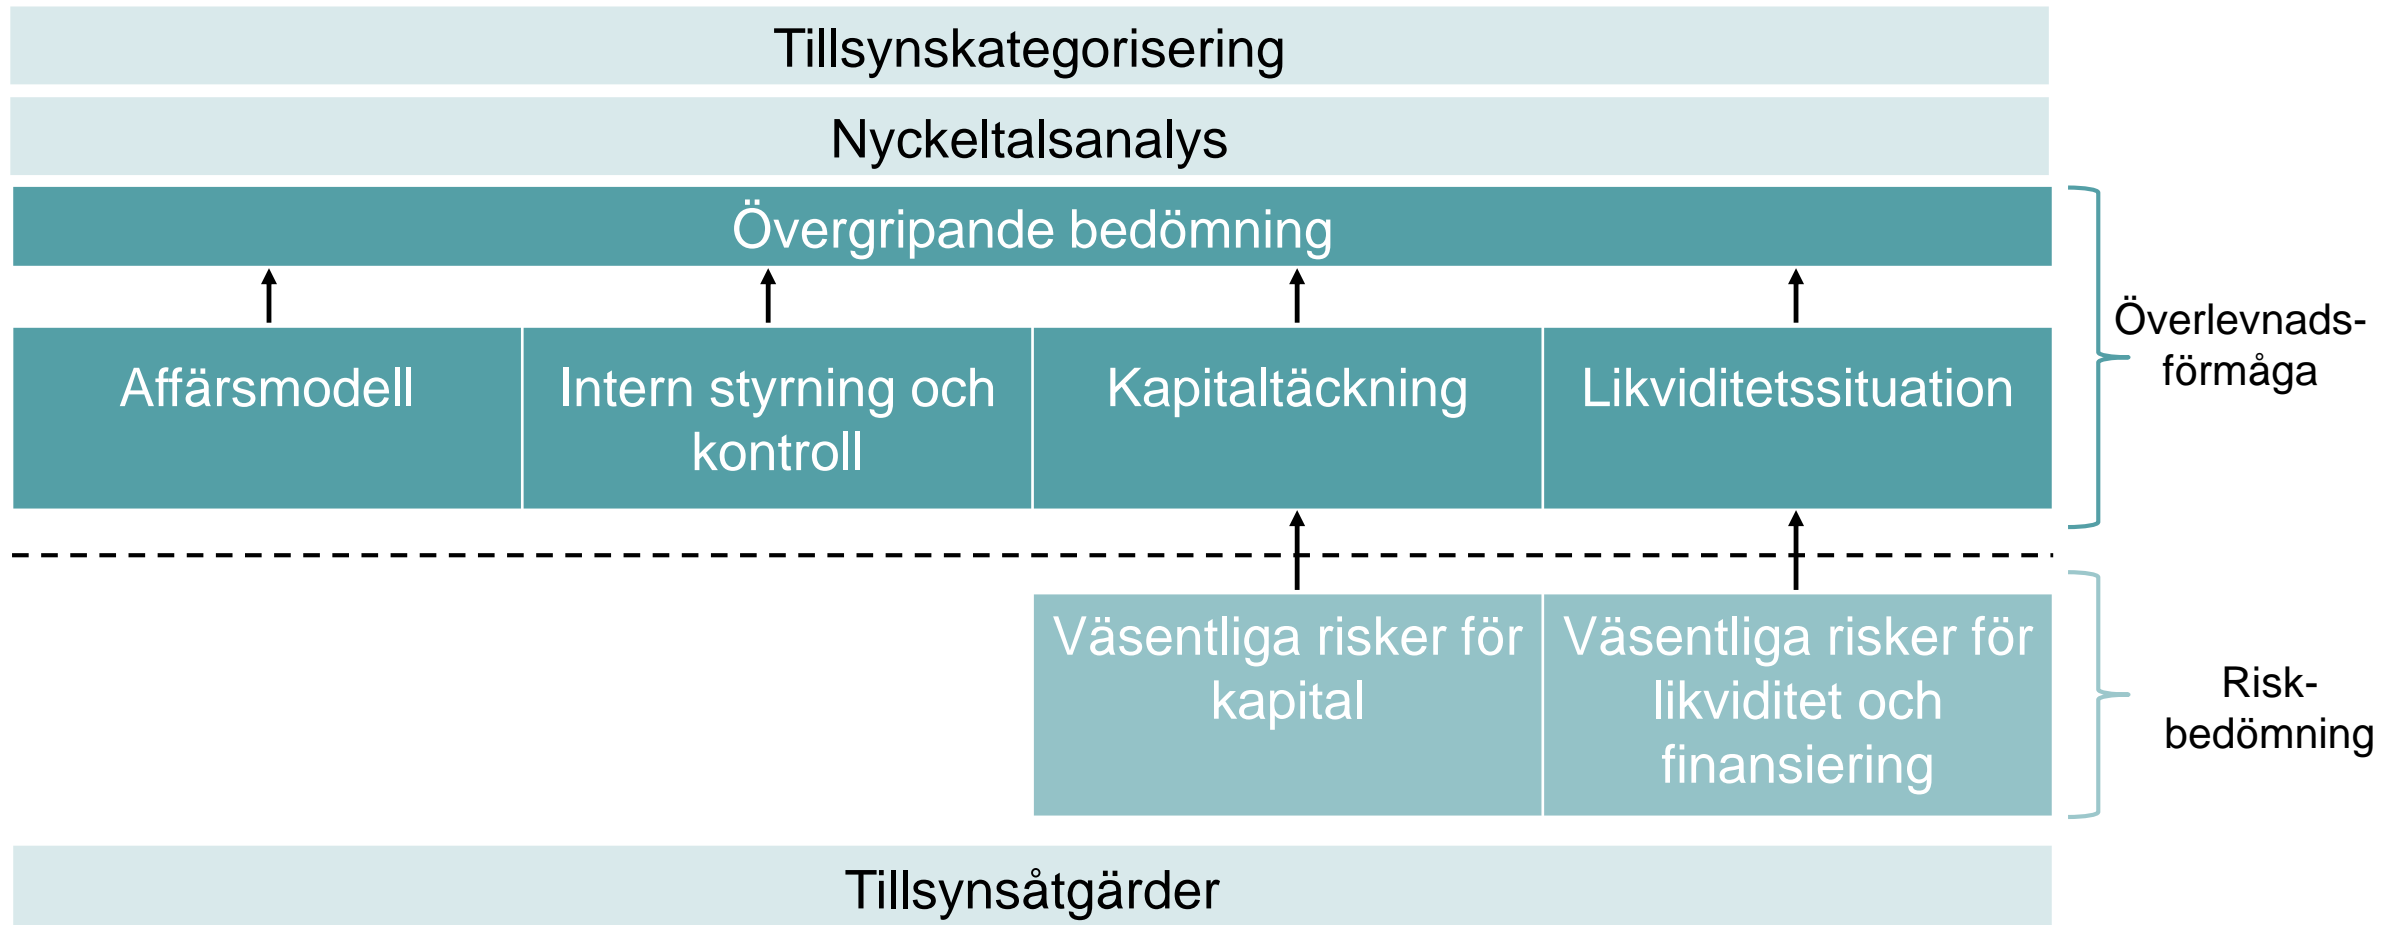 Tillsynskategorisering
Nyckeltalsanalys
Övergripande bedömning
Affärsmodell
Intern styrning och
kontroll
Kapitaltäckning
Likviditetssituation
Överlevnads-
förmåga
Väsentliga risker för
kapital
Väsentliga risker för
likviditet och
finansiering
Risk-
bedömning
Tillsynsåtgärder